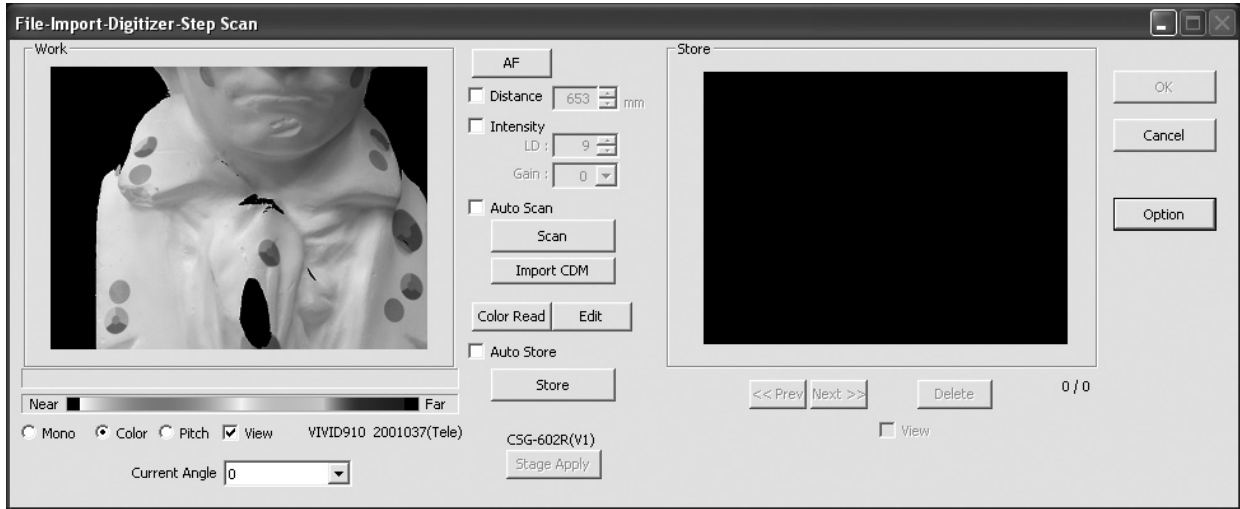 File-Import-Digitizer-Step Scan
Work
AF
Distance 653 mm
Intensity
LD : 9
Gain : 0
Auto Scan
Scan
Import CDM
Color Read Edit
Auto Store
Store
Near Far
Mono Color Pitch View VIVID910 2001037(Tele)
Current Angle 0
CSG-602R(V1)
Stage Apply
Store
<< Prev Next >> Delete 0 / 0
View
OK
Cancel
Option